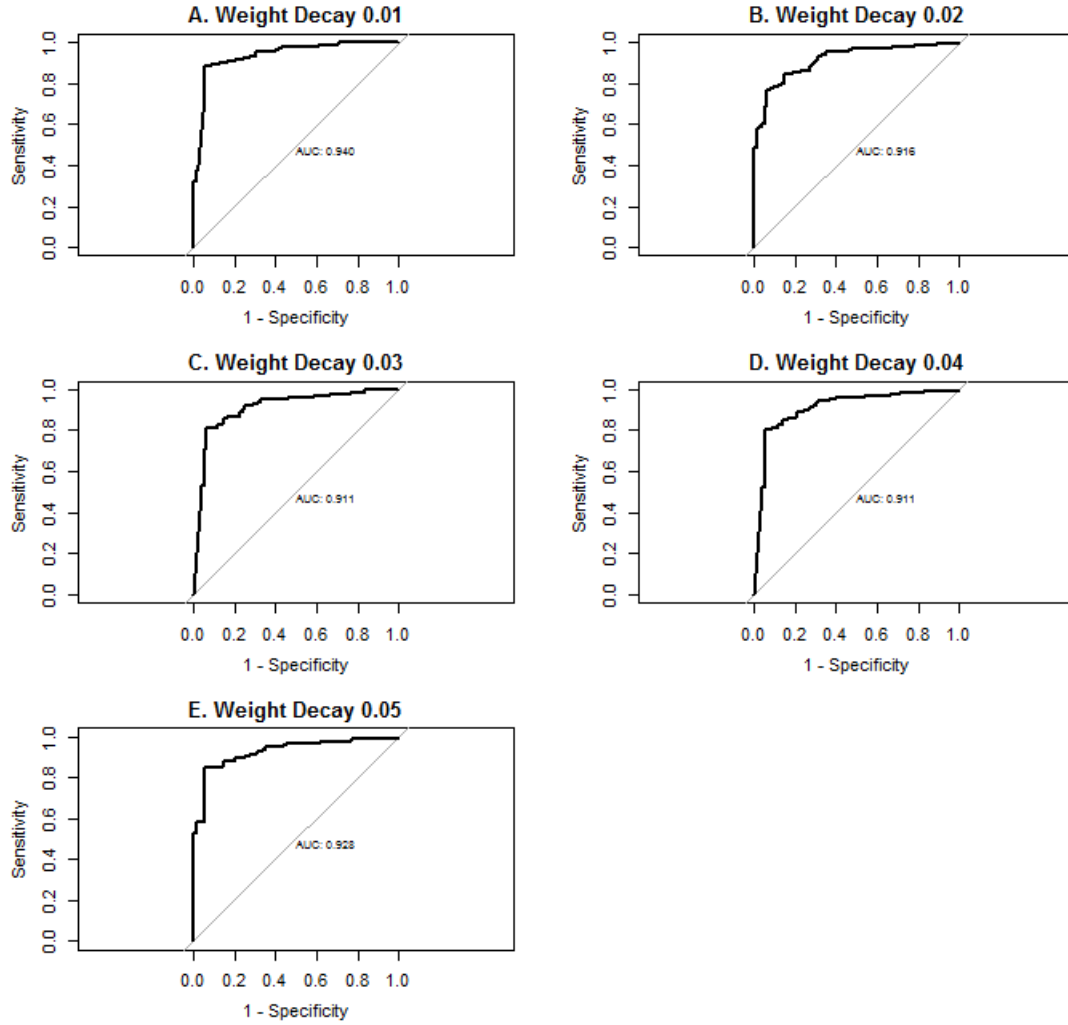 A. Weight Decay 0.01
Sensitivity
0.0 0.2 0.4 0.6 0.8 1.0
AUC: 0.940
0.0 0.2 0.4 0.6 0.8 1.0
1 - Specificity
B. Weight Decay 0.02
Sensitivity
0.0 0.2 0.4 0.6 0.8 1.0
AUC: 0.916
0.0 0.2 0.4 0.6 0.8 1.0
1 - Specificity
C. Weight Decay 0.03
Sensitivity
0.0 0.2 0.4 0.6 0.8 1.0
AUC: 0.911
0.0 0.2 0.4 0.6 0.8 1.0
1 - Specificity
D. Weight Decay 0.04
Sensitivity
0.0 0.2 0.4 0.6 0.8 1.0
AUC: 0.911
0.0 0.2 0.4 0.6 0.8 1.0
1 - Specificity
E. Weight Decay 0.05
Sensitivity
0.0 0.2 0.4 0.6 0.8 1.0
AUC: 0.928
0.0 0.2 0.4 0.6 0.8 1.0
1 - Specificity